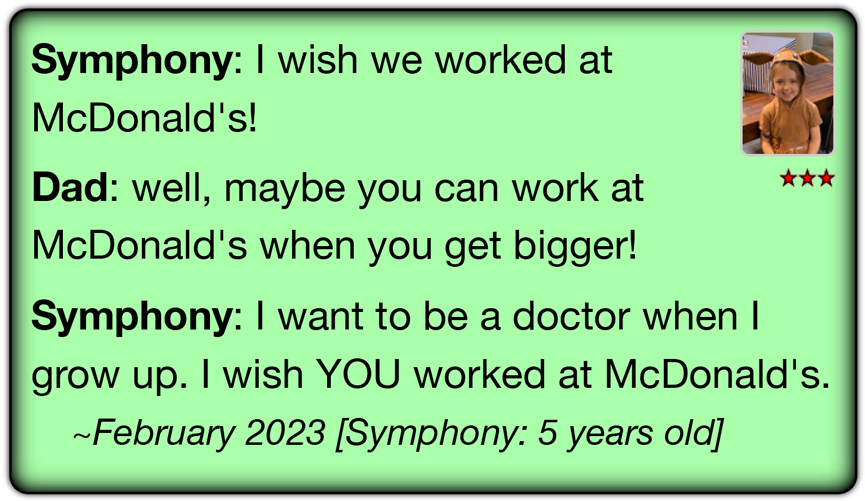 Symphony: I wish we worked at
McDonald's!
Dad: well, maybe you can work at
McDonald's when you get bigger!
Symphony: I want to be a doctor when I
grow up. I wish YOU worked at McDonald's.
~February 2023 [Symphony: 5 years old]